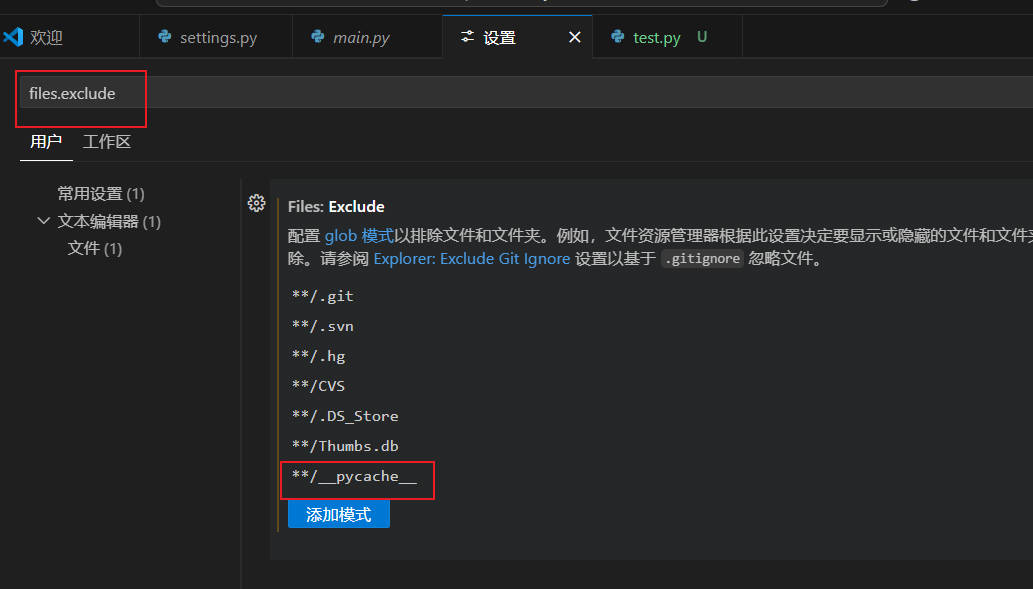 欢迎 settings.py main.py 设置 test.py U
files.exclude
用户 工作区
常用设置 (1)
文本编辑器 (1)
文件 (1)
Files: Exclude
配置 glob 模式以排除文件和文件夹。例如，文件资源管理器根据此设置决定要显示或隐藏的文件和文件夹
除。请参阅 Explorer: Exclude Git Ignore 设置以基于 .gitignore 忽略文件。
**/.git
**/.svn
**/.hg
**/CVS
**/.DS_Store
**/Thumbs.db
**/__pycache__
添加模式